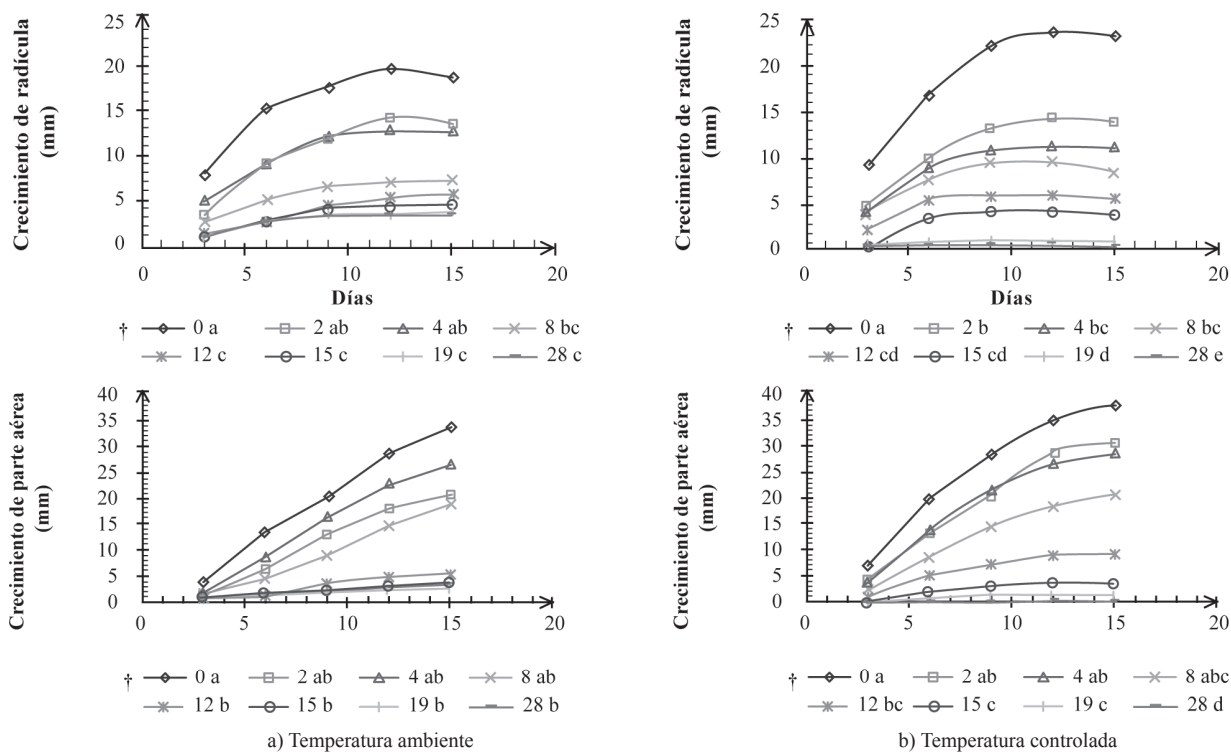 Crecimiento de radícula
(mm)
25
20
15
10
5
0
0 5 10 15 20
Días
† 0 a 2 ab 4 ab 8 bc
12 c 15 c 19 c 28 c
Crecimiento de radícula
(mm)
25
20
15
10
5
0
0 5 10 15 20
Días
† 0 a 2 b 4 bc 8 bc
12 cd 15 cd 19 d 28 e
Crecimiento de parte aérea
(mm)
40
35
30
25
20
15
10
5
0
0 5 10 15 20
† 0 a 2 ab 4 ab 8 ab
12 b 15 b 19 b 28 b
a) Temperatura ambiente
Crecimiento de parte aérea
(mm)
40
35
30
25
20
15
10
5
0
0 5 10 15 20
† 0 a 2 ab 4 ab 8 abc
12 bc 15 c 19 c 28 d
b) Temperatura controlada